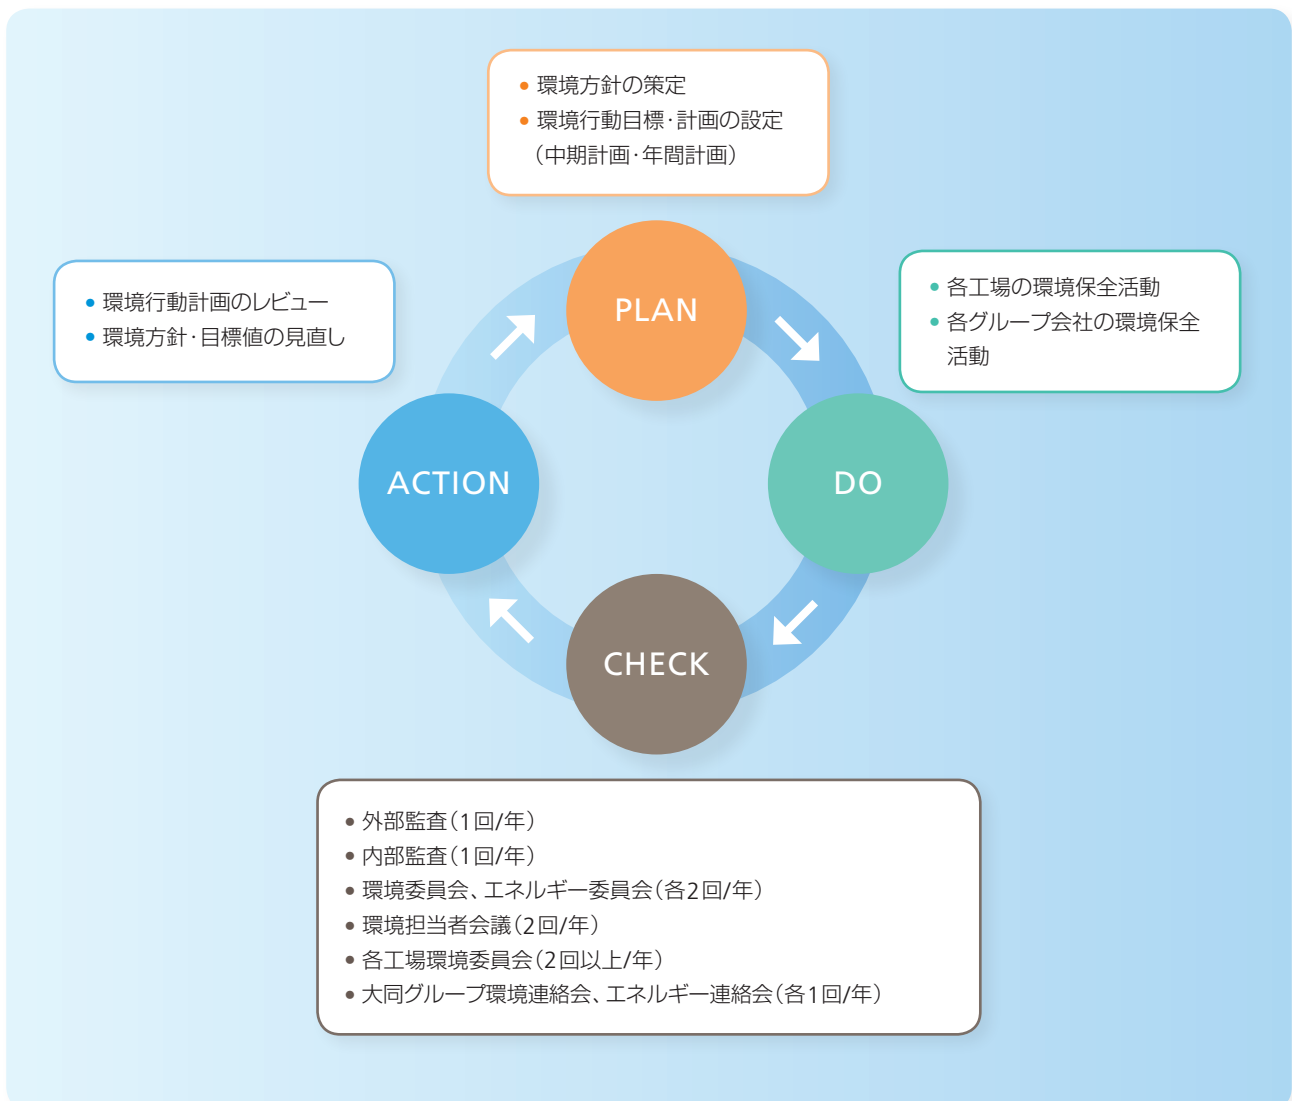 • 環境方針の策定
• 環境行動目標・計画の設定
（中期計画・年間計画）
PLAN
• 各工場の環境保全活動
• 各グループ会社の環境保全
活動
DO
CHECK
• 外部監査（1回/年）
• 内部監査（1回/年）
• 環境委員会、エネルギー委員会（各2回/年）
• 環境担当者会議（2回/年）
• 各工場環境委員会（2回以上/年）
• 大同グループ環境連絡会、エネルギー連絡会（各1回/年）
ACTION
• 環境行動計画のレビュー
• 環境方針・目標値の見直し